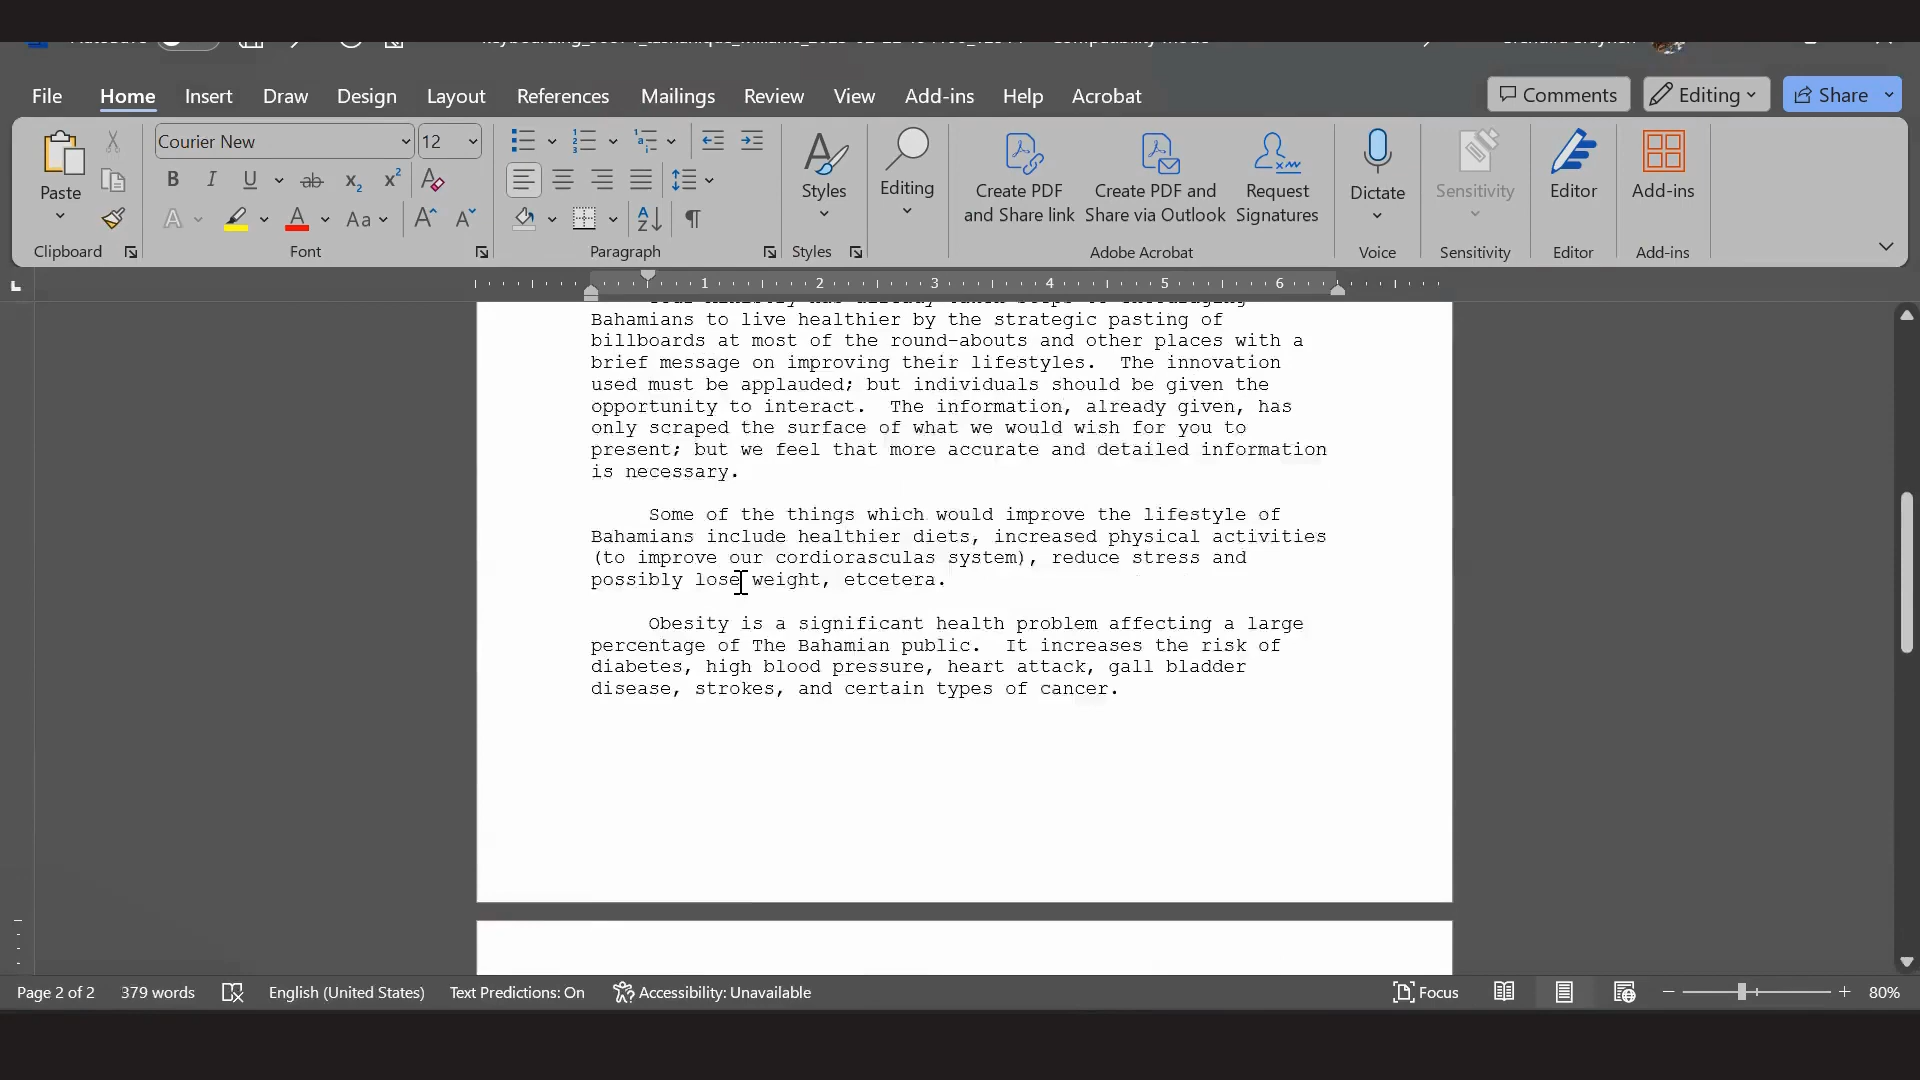 File Home Insert Draw Design Layout References Mailings Review View Add-ins Help Acrobat Comments Editing Share
Courier New 12
Paste Styles Editing Create PDF and Share link Create PDF and Share via Outlook Request Signatures Dictate Sensitivity Editor Add-ins
Clipboard Font Paragraph Styles Adobe Acrobat Voice Sensitivity Editor Add-ins
1 2 3 4 5 6
Bahamians to live healthier by the strategic pasting of
billboards at most of the round-abouts and other places with a
brief message on improving their lifestyles. The innovation
used must be applauded; but individuals should be given the
opportunity to interact. The information, already given, has
only scraped the surface of what we would wish for you to
present; but we feel that more accurate and detailed information
is necessary.
Some of the things which would improve the lifestyle of
Bahamians include healthier diets, increased physical activities
(to improve our cordiorasculas system), reduce stress and
possibly lose weight, etcetera.
Obesity is a significant health problem affecting a large
percentage of The Bahamian public. It increases the risk of
diabetes, high blood pressure, heart attack, gall bladder
disease, strokes, and certain types of cancer.
Page 2 of 2 379 words English (United States) Text Predictions: On Accessibility: Unavailable Focus 80%